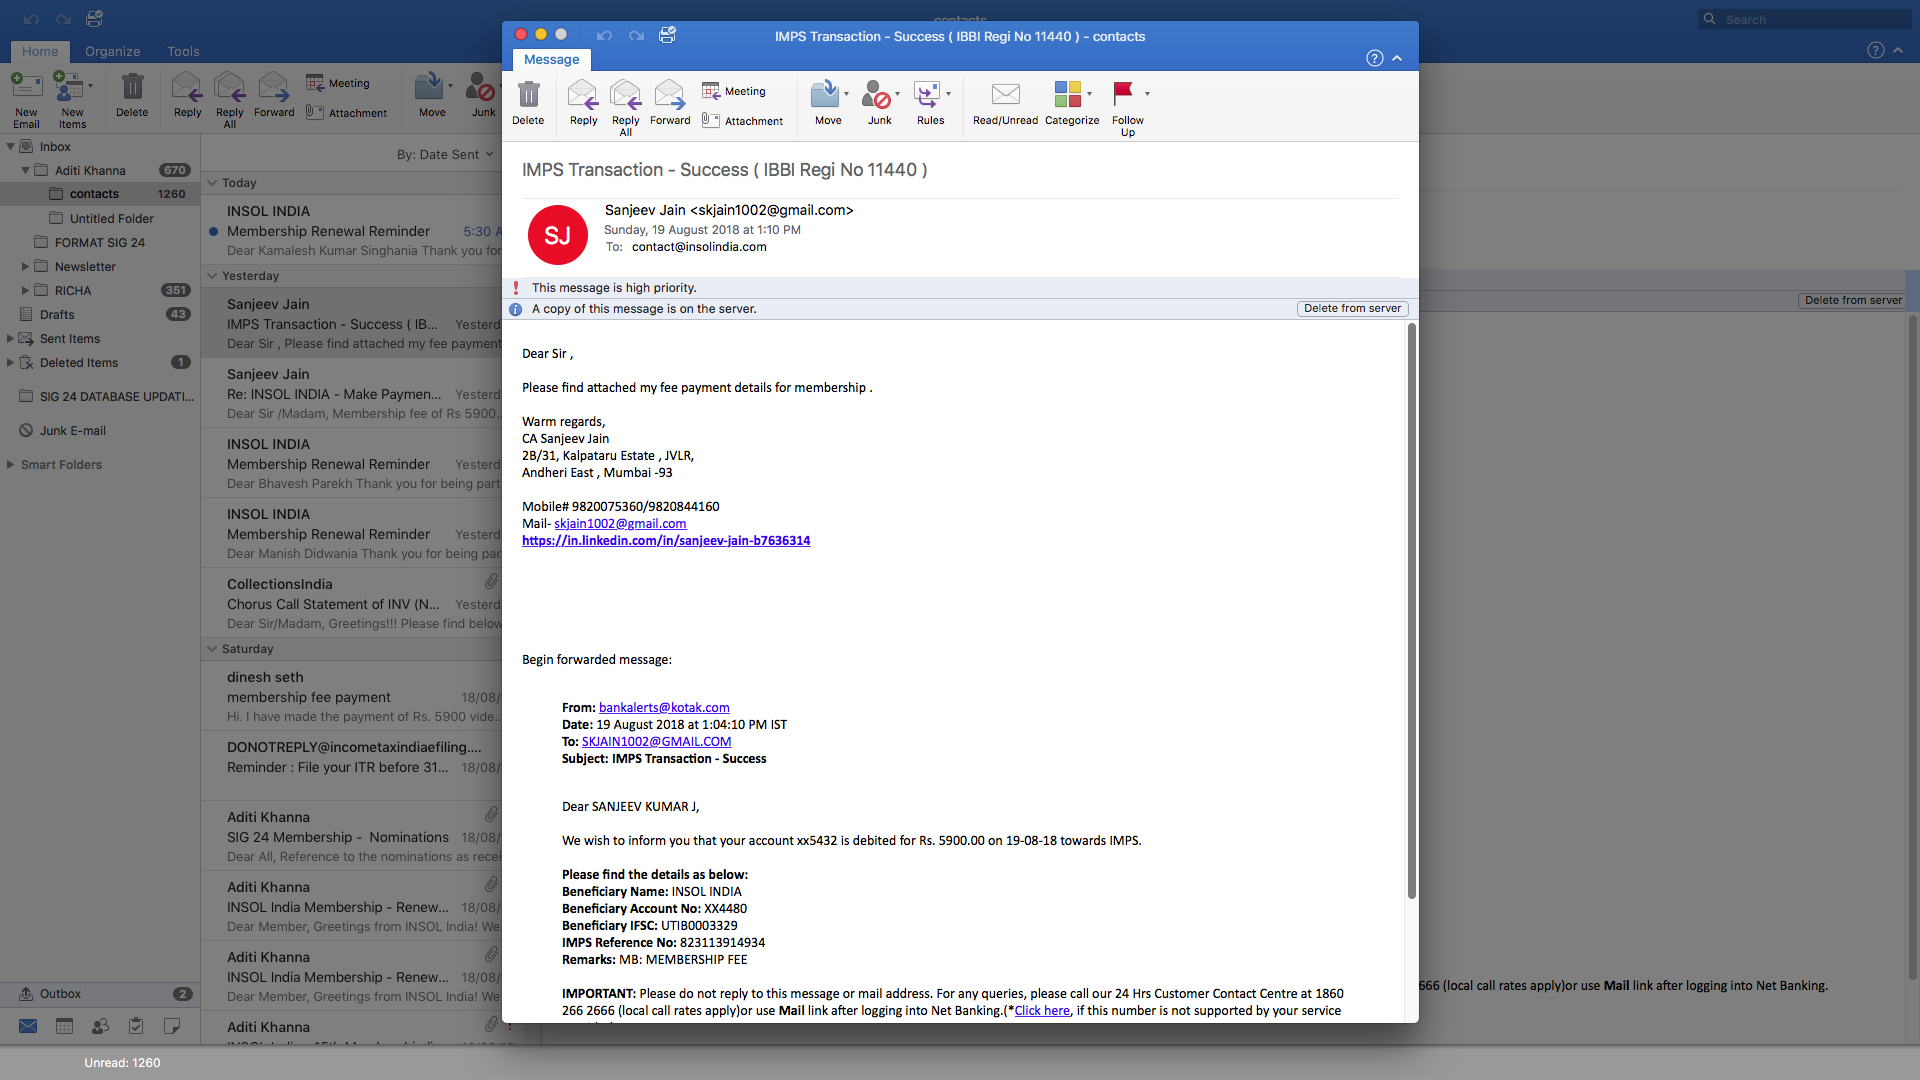 contacts
Search
Home
Organize
Tools
New Email
New Items
Delete
Reply
Reply All
Forward
Meeting
Attachment
Move
Junk
Inbox
Aditi Khanna 670
contacts 1260
Untitled Folder
FORMAT SIG 24
Newsletter
RICHA 351
Drafts 43
Sent Items
Deleted Items 1
SIG 24 DATABASE UPDATI...
Junk E-mail
Smart Folders
Outbox 2
Unread: 1260
By: Date Sent
Today
INSOL INDIA
Membership Renewal Reminder 5:30 A
Dear Kamalesh Kumar Singhania Thank you for
Yesterday
Sanjeev Jain
IMPS Transaction - Success ( IB... Yesterd
Dear Sir , Please find attached my fee payment
Sanjeev Jain
Re: INSOL INDIA - Make Paymen... Yesterd
Dear Sir /Madam, Membership fee of Rs 5900...
INSOL INDIA
Membership Renewal Reminder Yesterd
Dear Bhavesh Parekh Thank you for being part
INSOL INDIA
Membership Renewal Reminder Yesterd
Dear Manish Didwania Thank you for being par
CollectionsIndia
Chorus Call Statement of INV (N... Yesterd
Dear Sir/Madam, Greetings!!! Please find below
Saturday
dinesh seth
membership fee payment 18/08/
Hi. I have made the payment of Rs. 5900 vide...
DONOTREPLY@incometaxindiaefiling....
Reminder : File your ITR before 31... 18/08/
Aditi Khanna
SIG 24 Membership - Nominations 18/08/
Dear All, Reference to the nominations as recei
Aditi Khanna
INSOL India Membership - Renew... 18/08/
Dear Member, Greetings from INSOL India! We
Aditi Khanna
INSOL India Membership - Renew... 18/08/
Dear Member, Greetings from INSOL India! We
Aditi Khanna
IMPS Transaction - Success ( IBBI Regi No 11440 ) - contacts
Message
Delete
Reply
Reply All
Forward
Meeting
Attachment
Move
Junk
Rules
Read/Unread
Categorize
Follow Up
IMPS Transaction - Success ( IBBI Regi No 11440 )
SJ
Sanjeev Jain <skjain1002@gmail.com>
Sunday, 19 August 2018 at 1:10 PM
To: contact@insolindia.com
This message is high priority.
A copy of this message is on the server.
Delete from server
Dear Sir ,
Please find attached my fee payment details for membership .
Warm regards,
CA Sanjeev Jain
2B/31, Kalpataru Estate , JVLR,
Andheri East , Mumbai -93
Mobile# 9820075360/9820844160
Mail- skjain1002@gmail.com
https://in.linkedin.com/in/sanjeev-jain-b7636314
Begin forwarded message:
From: bankalerts@kotak.com
Date: 19 August 2018 at 1:04:10 PM IST
To: SKJAIN1002@GMAIL.COM
Subject: IMPS Transaction - Success
Dear SANJEEV KUMAR J,
We wish to inform you that your account xx5432 is debited for Rs. 5900.00 on 19-08-18 towards IMPS.
Please find the details as below:
Beneficiary Name: INSOL INDIA
Beneficiary Account No: XX4480
Beneficiary IFSC: UTIB0003329
IMPS Reference No: 823113914934
Remarks: MB: MEMBERSHIP FEE
IMPORTANT: Please do not reply to this message or mail address. For any queries, please call our 24 Hrs Customer Contact Centre at 1860
266 2666 (local call rates apply)or use Mail link after logging into Net Banking.(*Click here, if this number is not supported by your service
Delete from server
666 (local call rates apply)or use Mail link after logging into Net Banking.